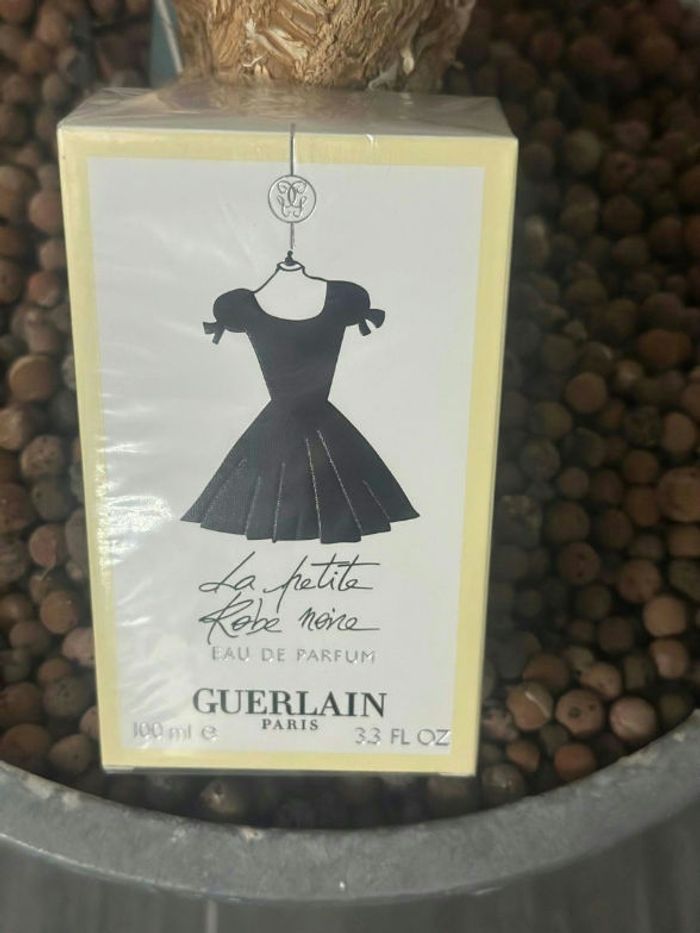 La petite
Robe noire
EAU DE PARFUM
GUERLAIN
PARIS
100 ml e 3.3 FL OZ